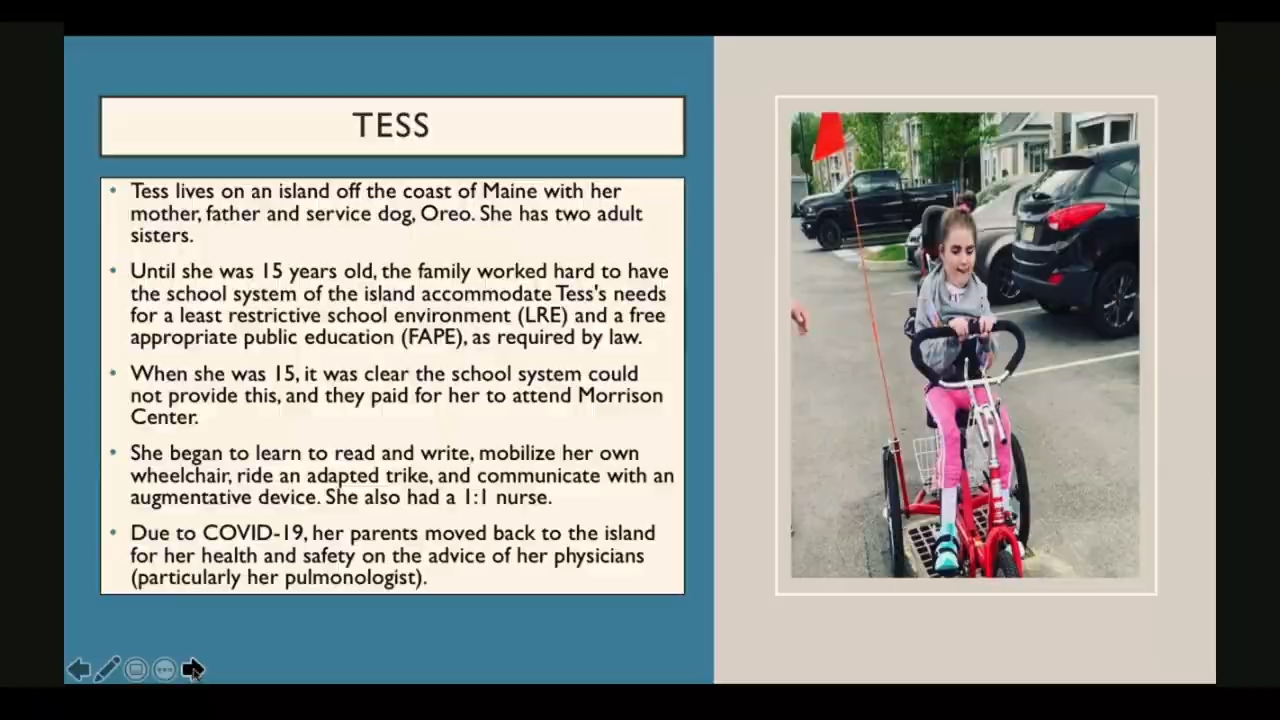 TESS
• Tess lives on an island off the coast of Maine with her
mother, father and service dog, Oreo. She has two adult
sisters.
• Until she was 15 years old, the family worked hard to have
the school system of the island accommodate Tess's needs
for a least restrictive school environment (LRE) and a free
appropriate public education (FAPE), as required by law.
• When she was 15, it was clear the school system could
not provide this, and they paid for her to attend Morrison
Center.
• She began to learn to read and write, mobilize her own
wheelchair, ride an adapted trike, and communicate with an
augmentative device. She also had a 1:1 nurse.
• Due to COVID-19, her parents moved back to the island
for her health and safety on the advice of her physicians
(particularly her pulmonologist).